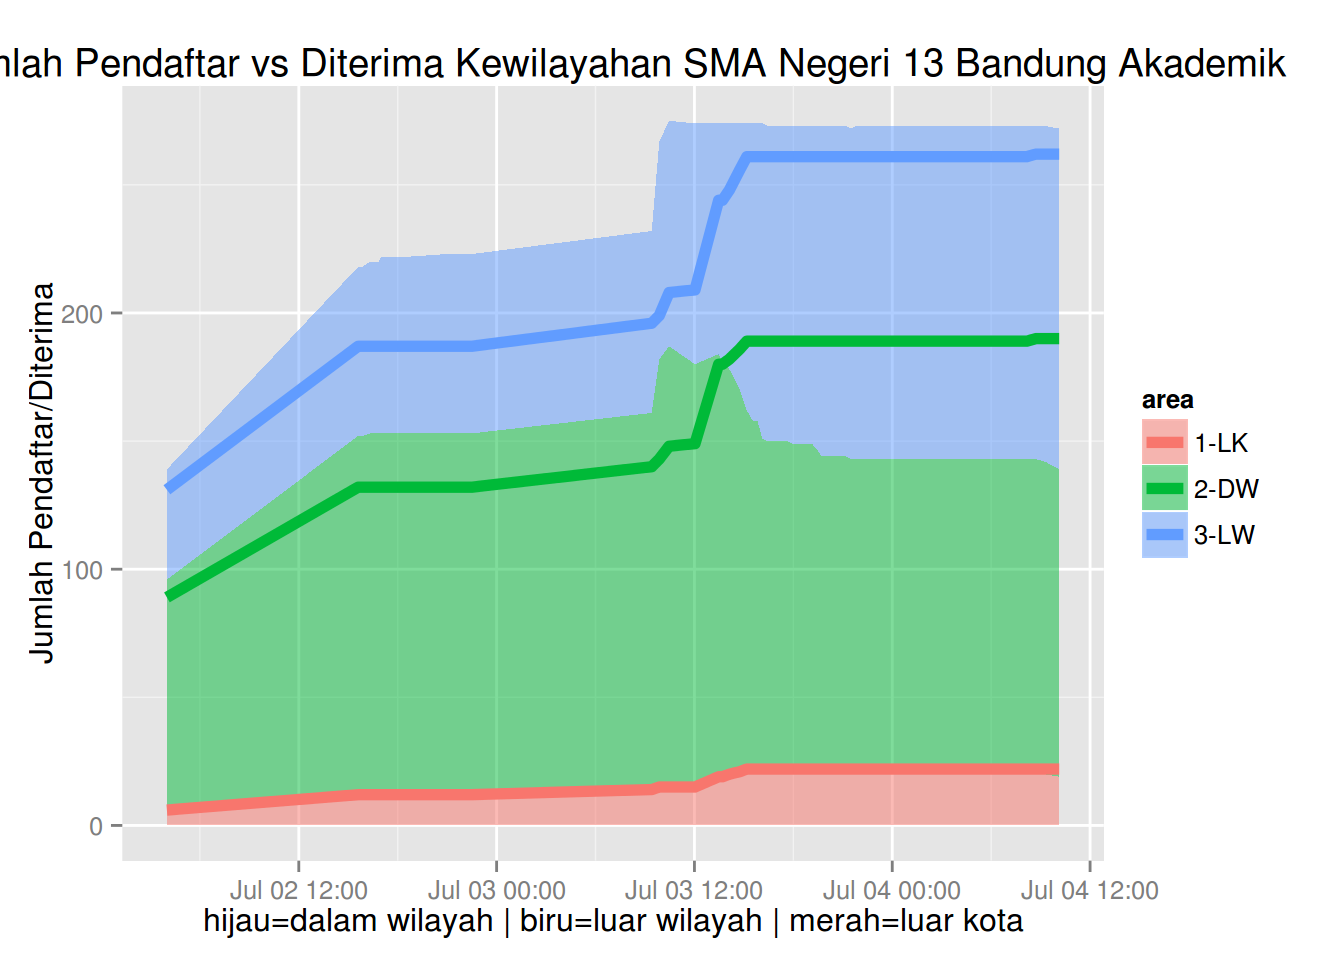 mlah Pendaftar vs Diterima Kewilayahan SMA Negeri 13 Bandung Akademik
Jumlah Pendaftar/Diterima
200
100
0
Jul 02 12:00
Jul 03 00:00
Jul 03 12:00
Jul 04 00:00
Jul 04 12:00
hijau=dalam wilayah | biru=luar wilayah | merah=luar kota
area
1-LK
2-DW
3-LW